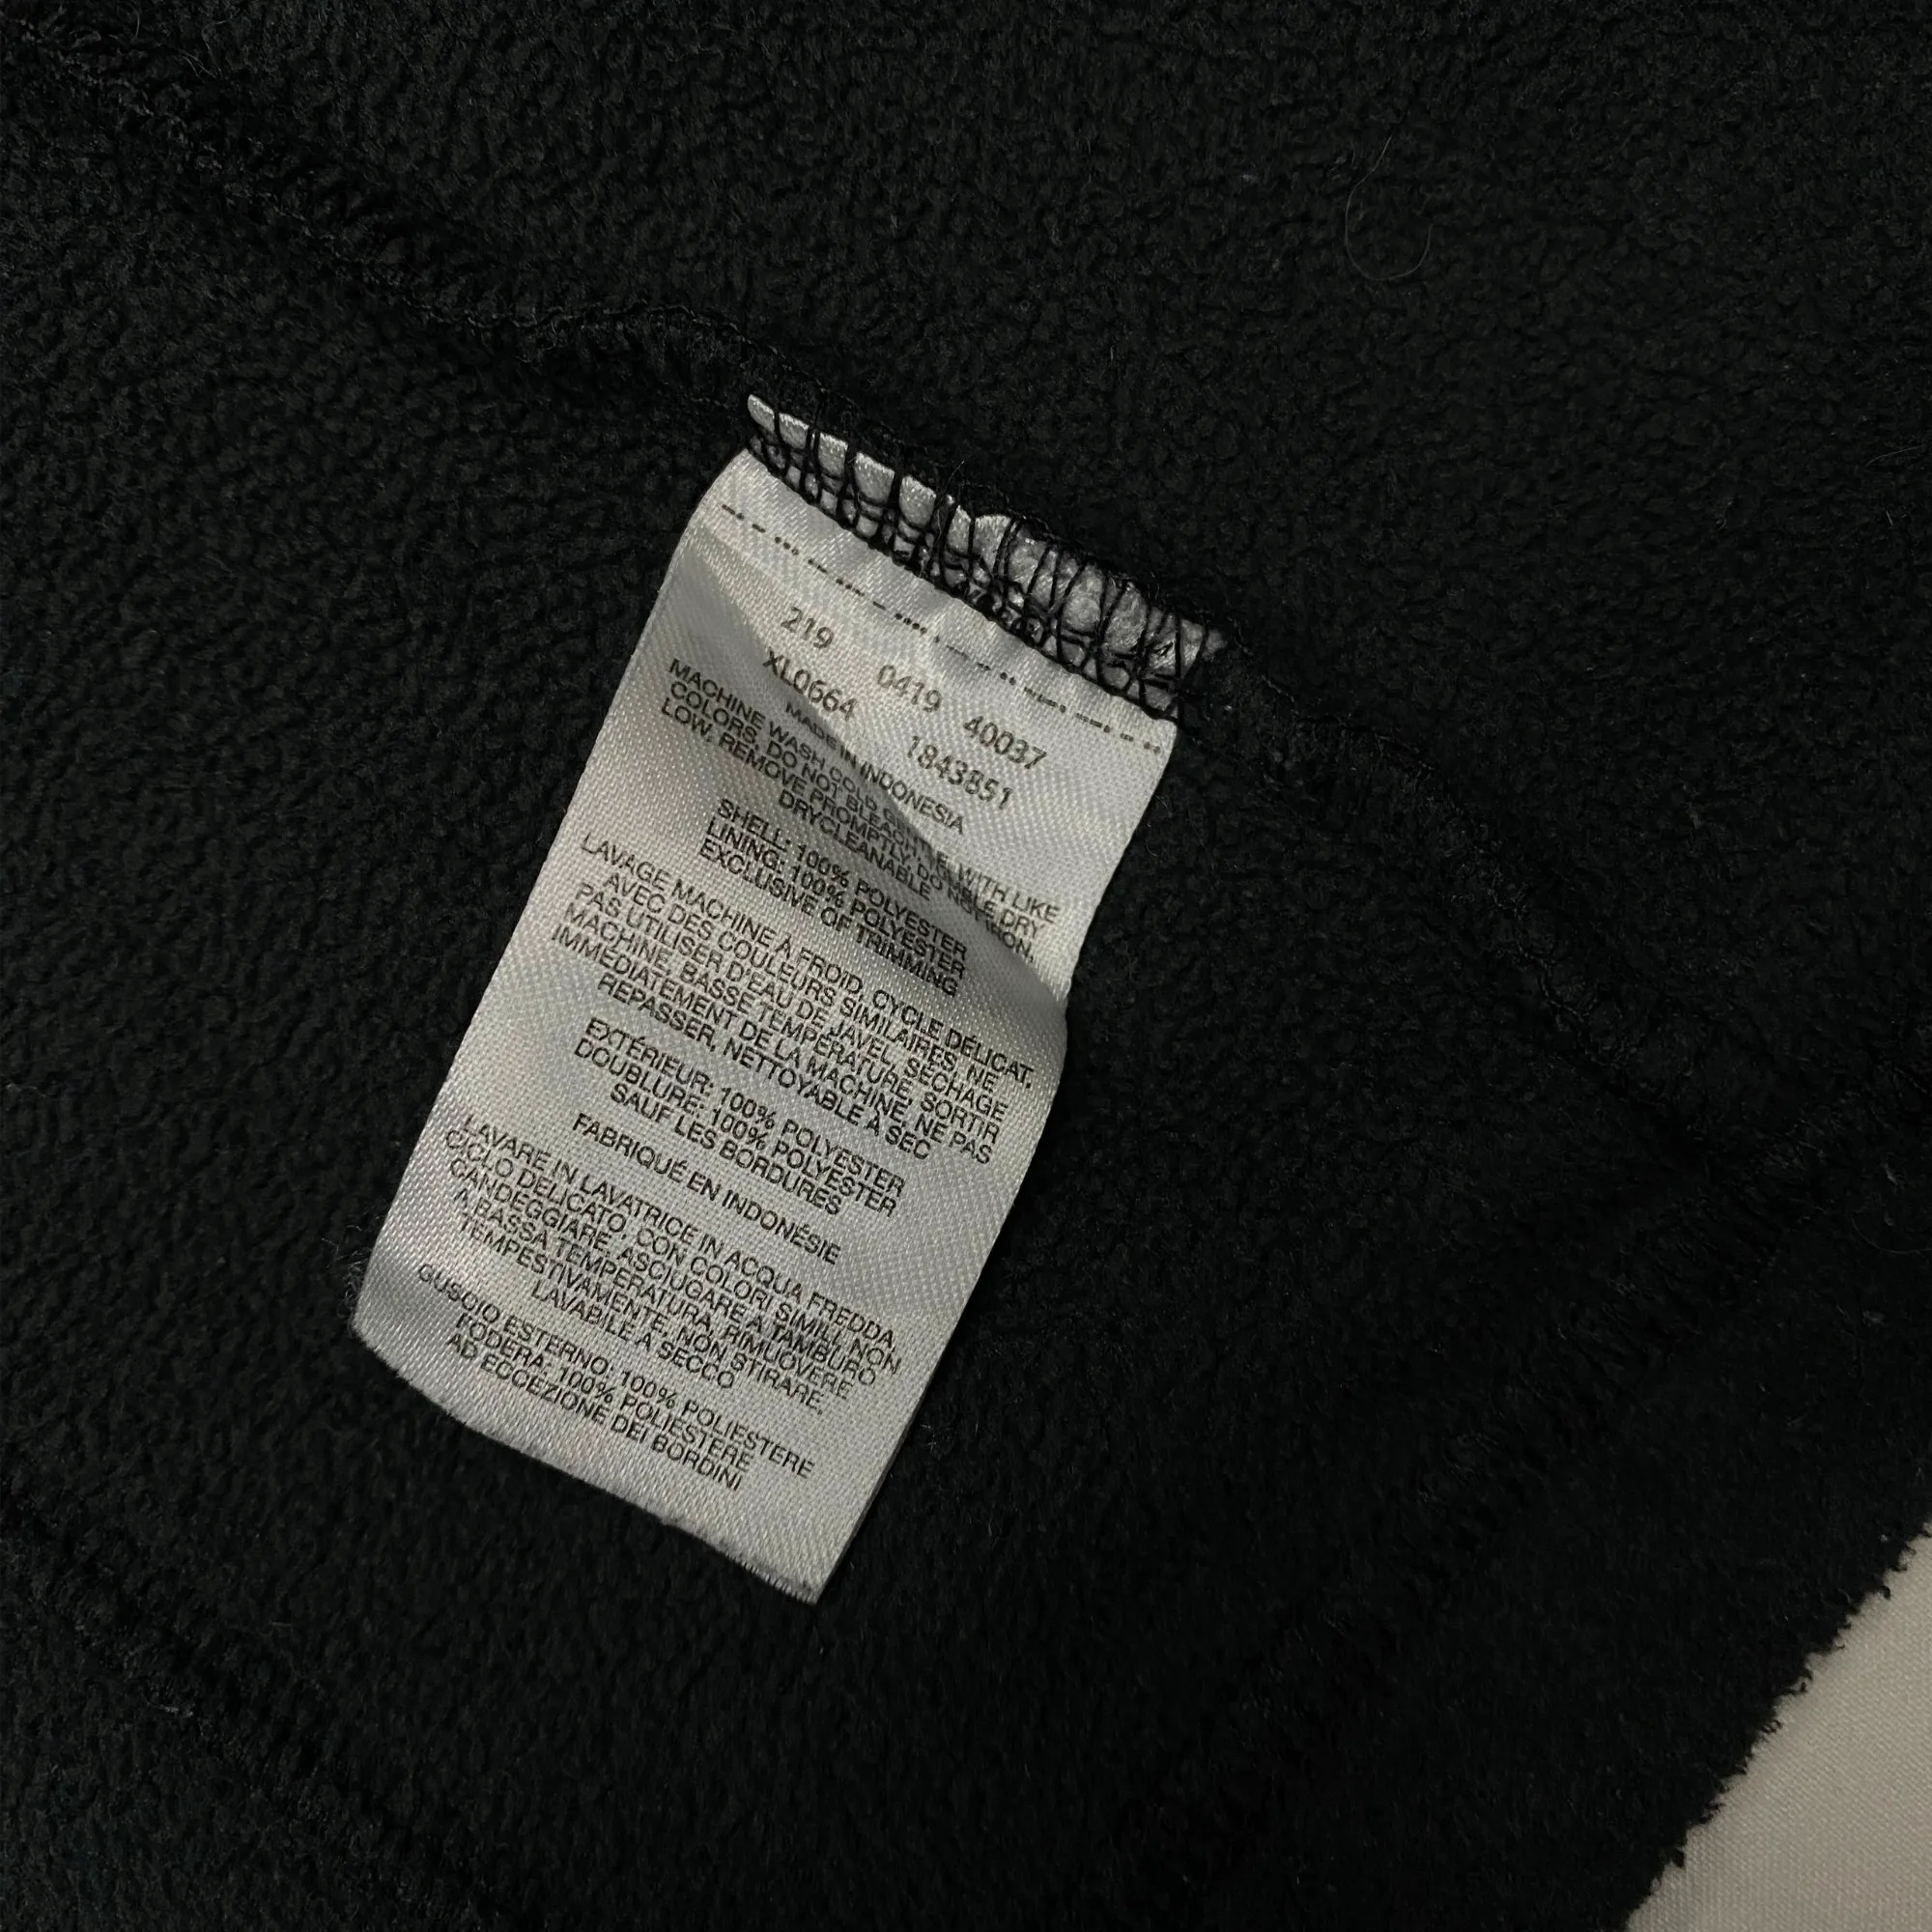 219 0419 40037
XL0664 1843851
MADE IN INDONESIA
MACHINE WASH COLD, GENTLE WITH LIKE
COLORS, DO NOT BLEACH, DRY
LOW, REMOVE PROMPTLY, DO NOT IRON,
DRYCLEANABLE
SHELL: 100% POLYESTER
LINING: 100% POLYESTER
EXCLUSIVE OF TRIMMING
LAVAGE MACHINE À FROID, CYCLE DÉLICAT,
AVEC DES COULEURS SIMILAIRES, NE
PAS UTILISER D'EAU DE JAVEL, SÉCHAGE
MACHINE, BASSE TEMPÉRATURE, SORTIR
IMMÉDIATEMENT DE LA MACHINE, NE PAS
REPASSER, NETTOYABLE À SEC
EXTÉRIEUR: 100% POLYESTER
DOUBLURE: 100% POLYESTER
SAUF LES BORDURES
FABRIQUÉ EN INDONÉSIE
LAVARE IN LAVATRICE IN ACQUA FREDDA,
CICLO DELICATO, CON COLORI SIMILI, NON
CANDEGGIARE, ASCIUGARE A TAMBURO
A BASSA TEMPERATURA, RIMUOVERE
TEMPESTIVAMENTE, NON STIRARE,
LAVABILE A SECCO
GUSCIO ESTERNO: 100% POLIESTERE
FODERA: 100% POLIESTERE
AD ECCEZIONE DEI BORDINI